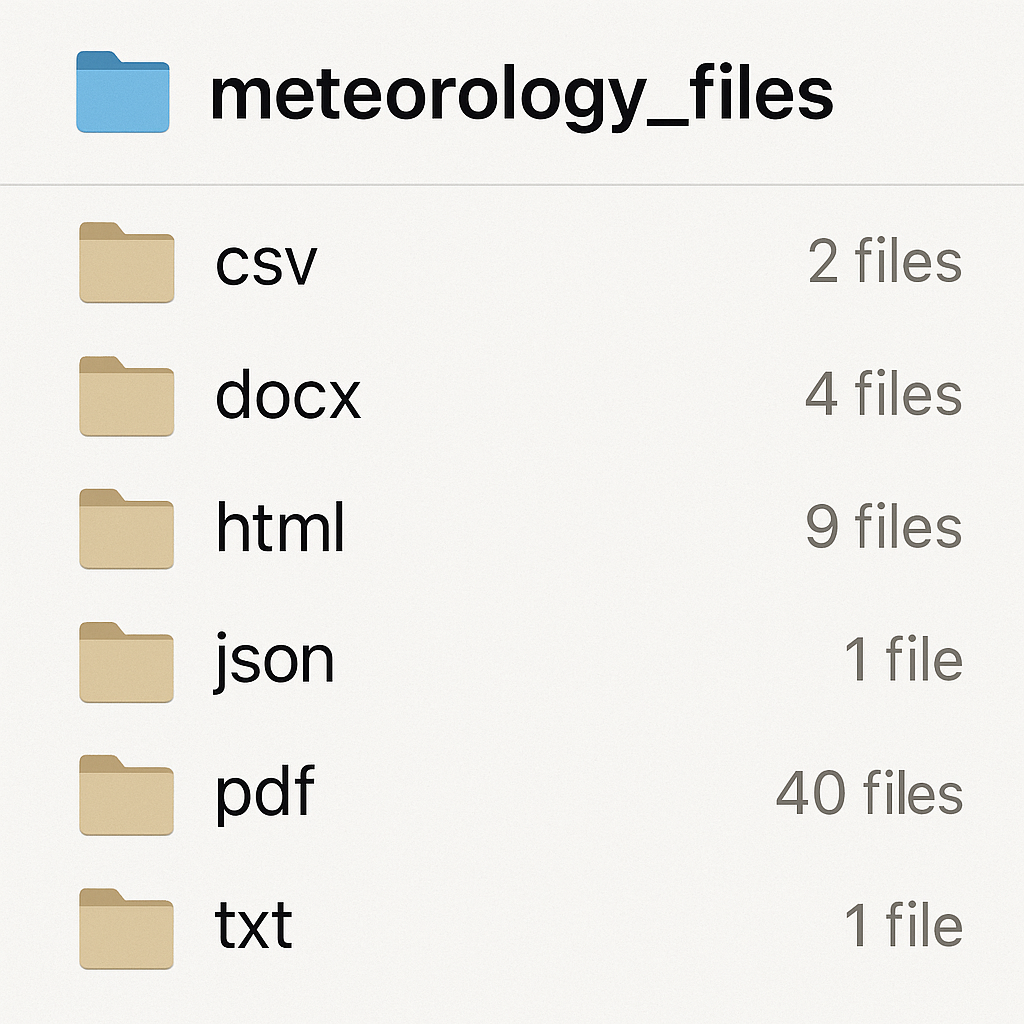 meteorology_files
csv 2 files
docx 4 files
html 9 files
json 1 file
pdf 40 files
txt 1 file